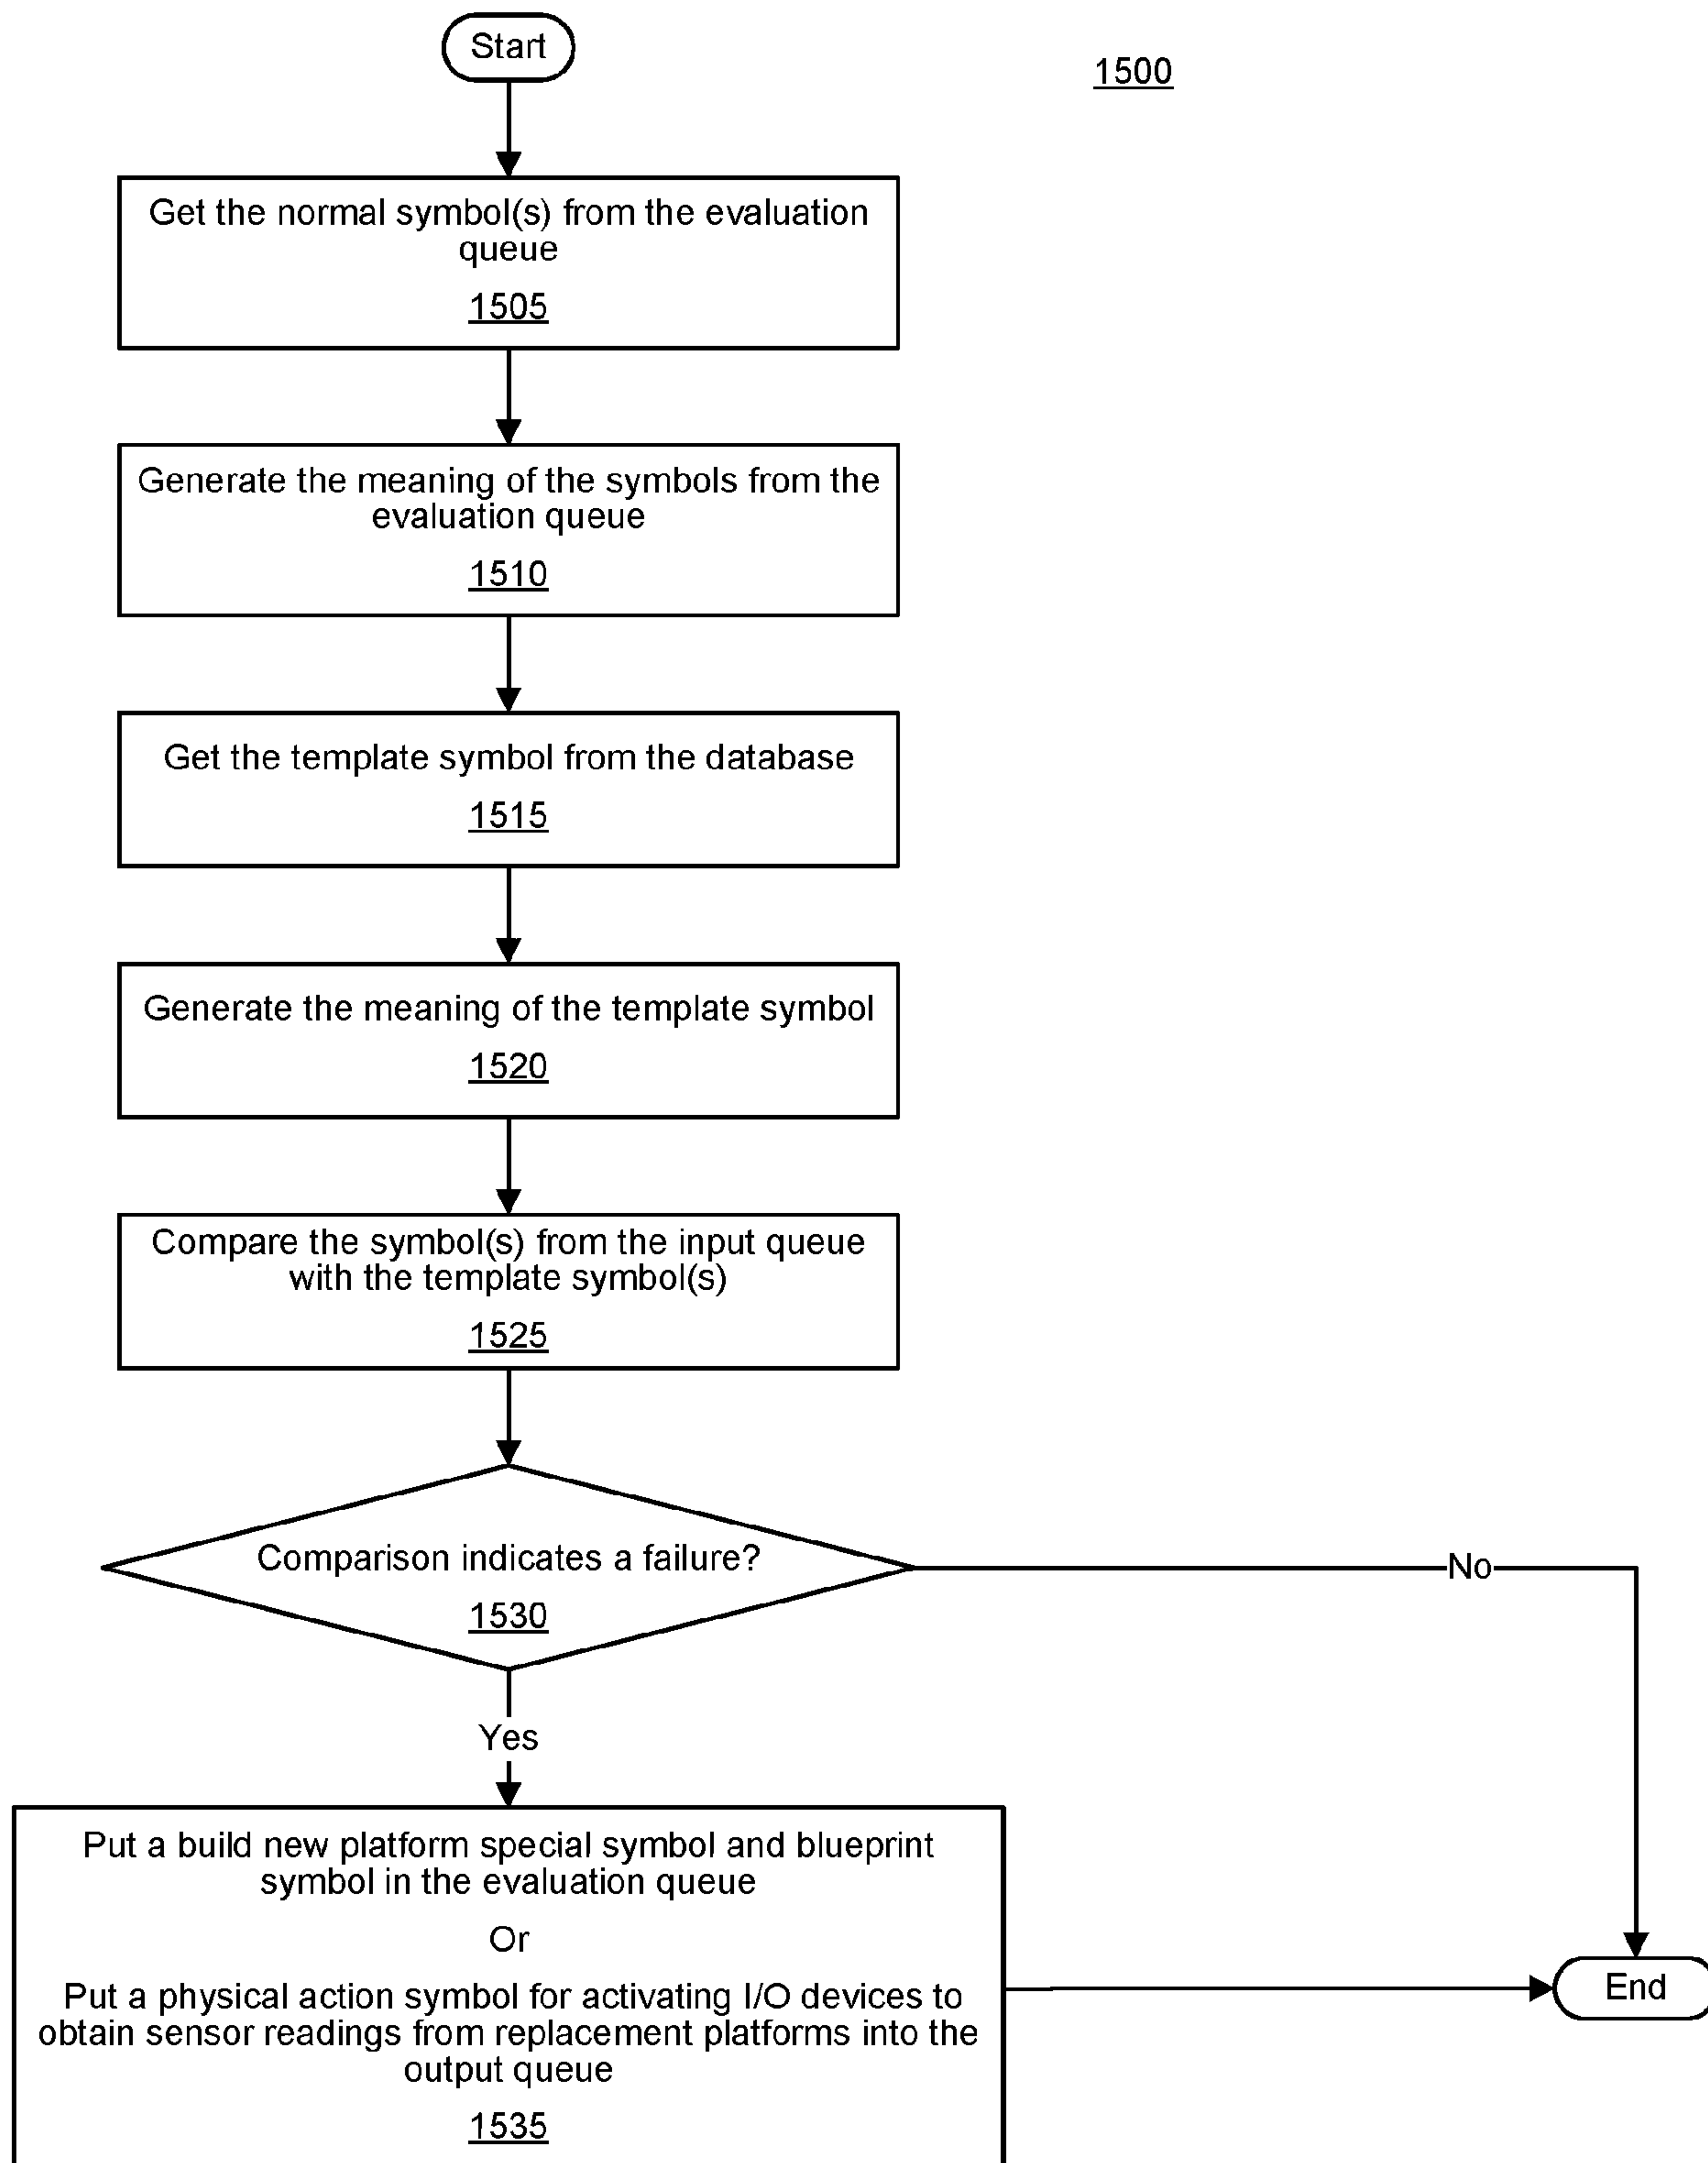 Start
1500
Get the normal symbol(s) from the evaluation
queue
1505
Generate the meaning of the symbols from the
evaluation queue
1510
Get the template symbol from the database
1515
Generate the meaning of the template symbol
1520
Compare the symbol(s) from the input queue
with the template symbol(s)
1525
Comparison indicates a failure?
1530
No
Yes
Put a build new platform special symbol and blueprint
symbol in the evaluation queue
Or
Put a physical action symbol for activating I/O devices to
obtain sensor readings from replacement platforms into the
output queue
1535
End